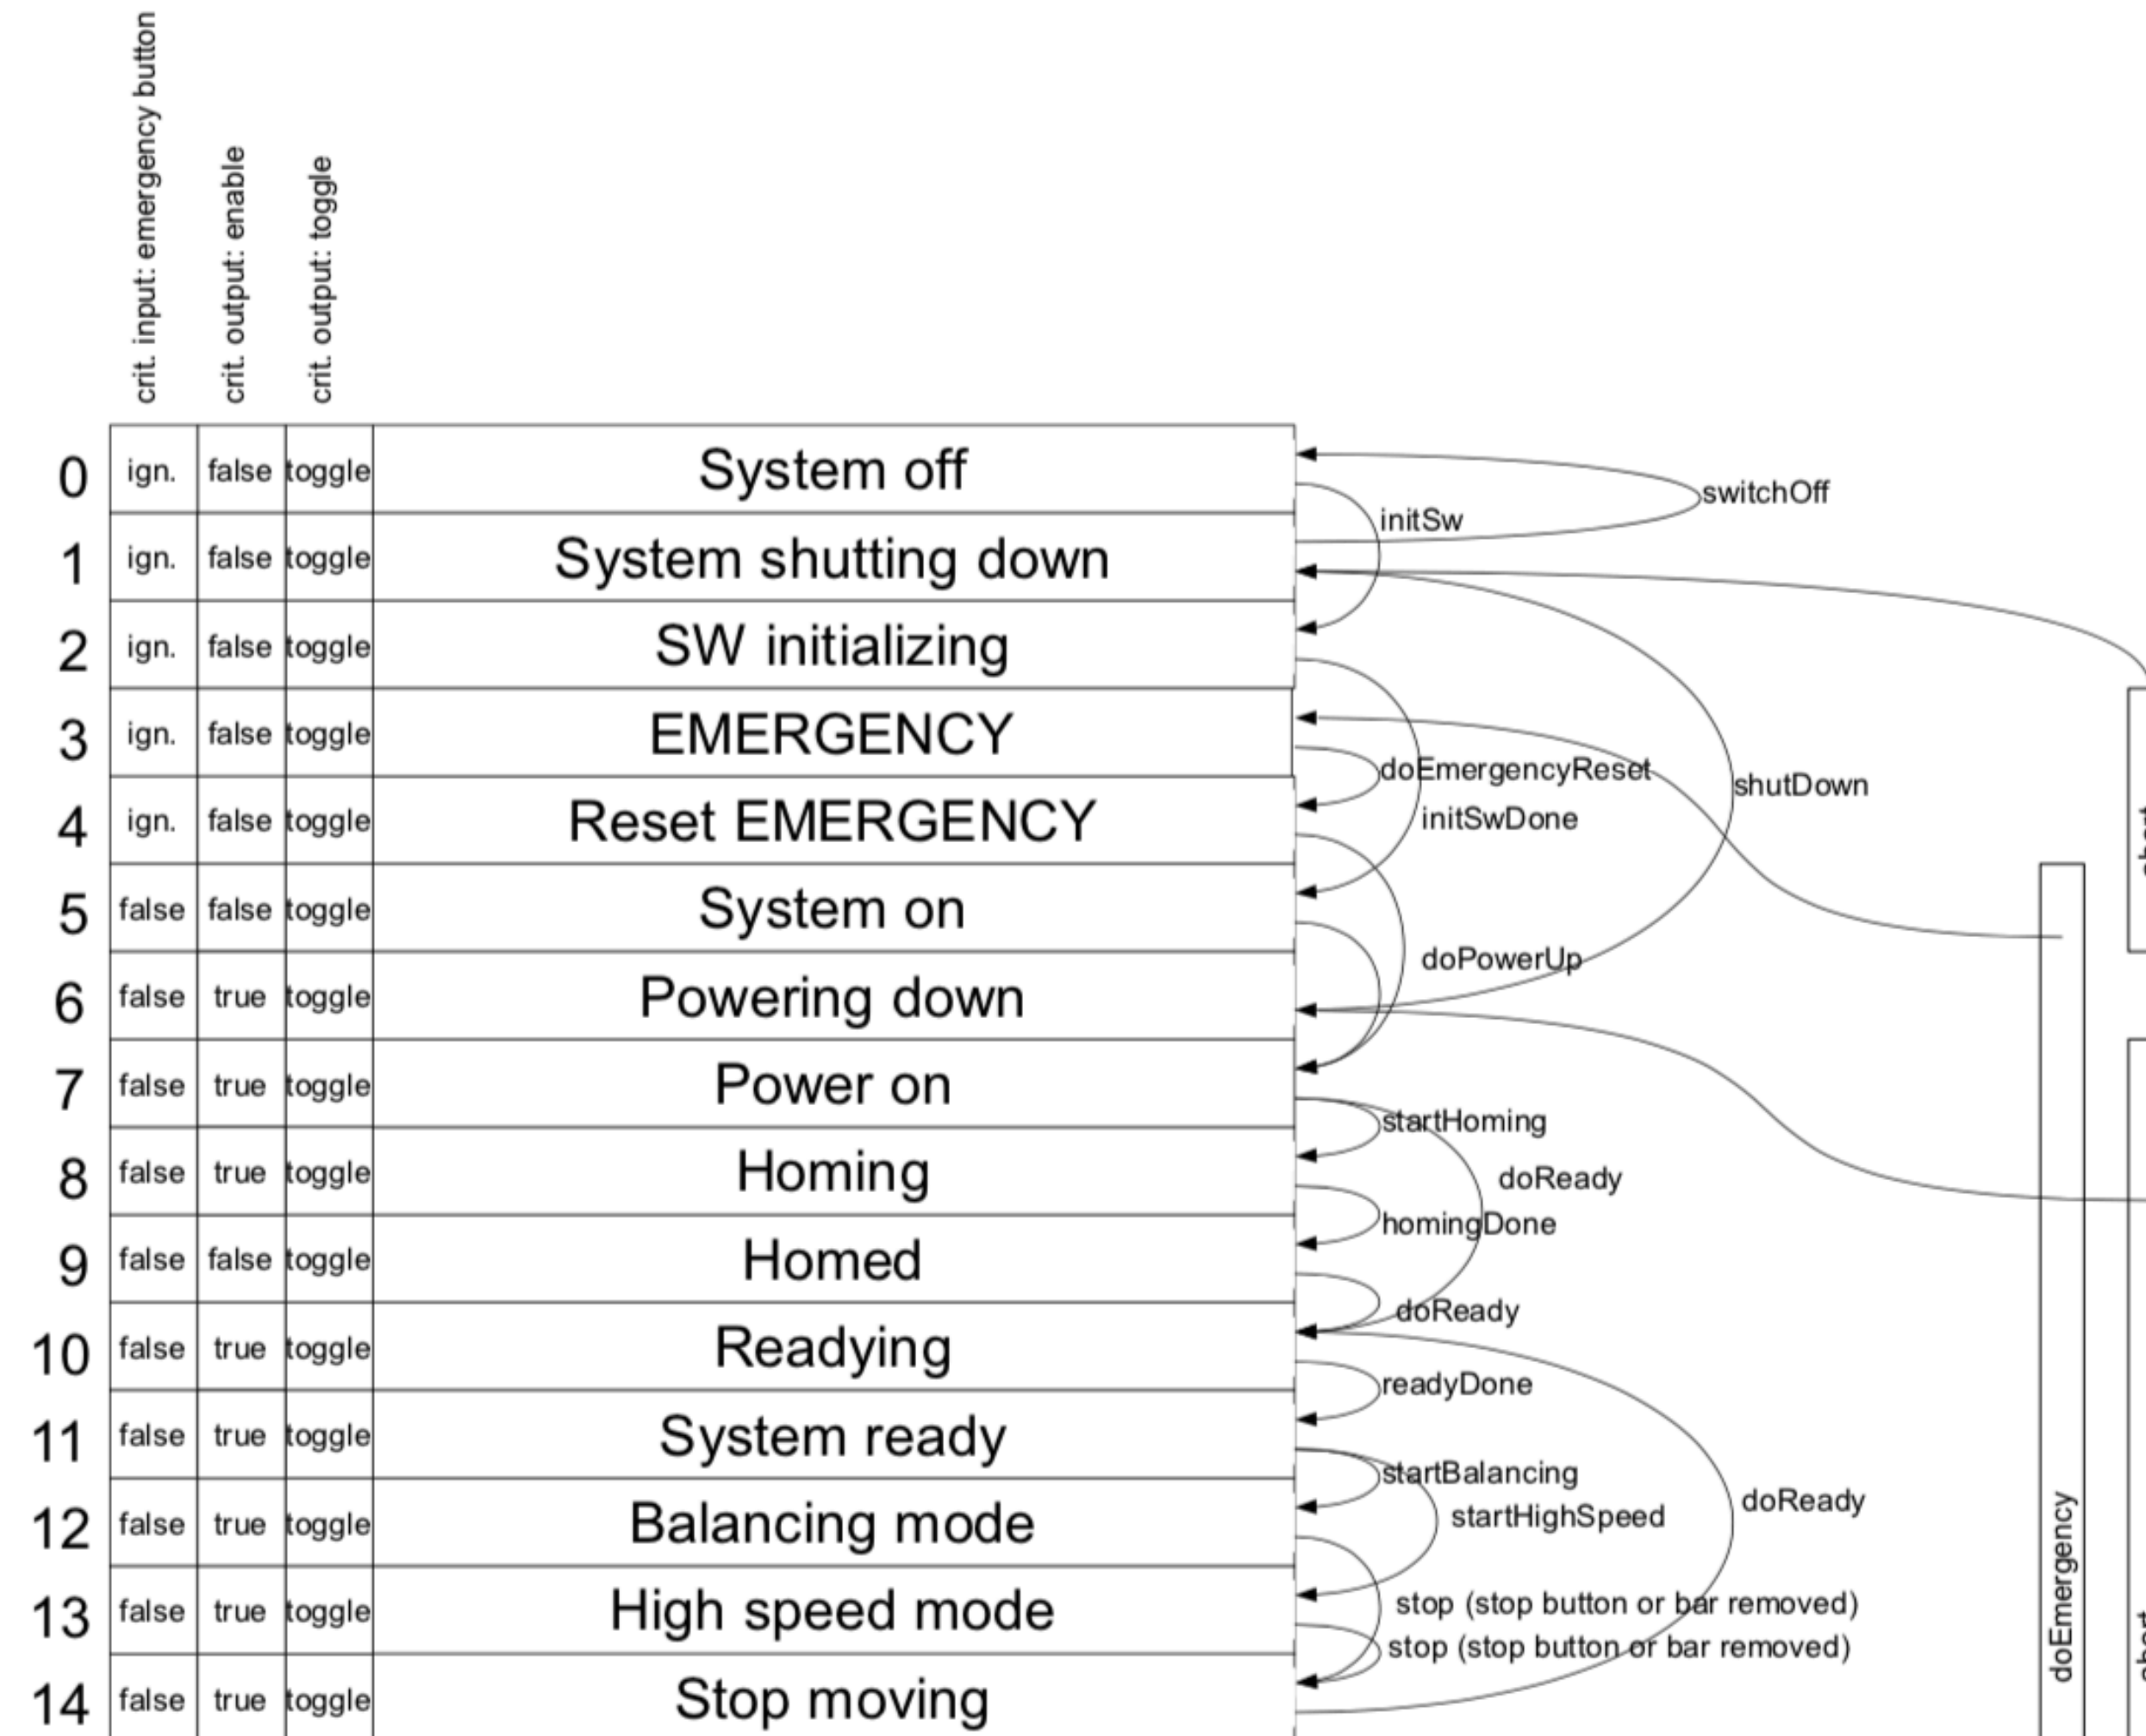 crit. input: emergency button
crit. output: enable
crit. output: toggle
0 ign. false toggle System off
switchOff
initSw
1 ign. false toggle System shutting down
2 ign. false toggle SW initializing
3 ign. false toggle EMERGENCY
doEmergencyReset
shutDown
4 ign. false toggle Reset EMERGENCY
initSwDone
5 false false toggle System on
doPowerUp
6 false true toggle Powering down
7 false true toggle Power on
startHoming
8 false true toggle Homing
doReady
homingDone
9 false false toggle Homed
doReady
10 false true toggle Readying
readyDone
11 false true toggle System ready
startBalancing
doReady
startHighSpeed
12 false true toggle Balancing mode
doEmergency
13 false true toggle High speed mode
stop (stop button or bar removed)
stop (stop button or bar removed)
14 false true toggle Stop moving